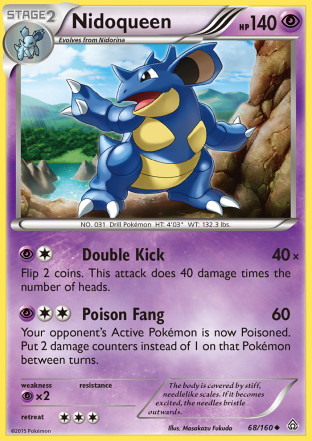 STAGE2
Nidoqueen
HP140
Evolves from Nidorina
NO. 031 Drill Pokémon HT: 4'03" WT: 132.3 lbs.
Double Kick 40×
Flip 2 coins. This attack does 40 damage times
the number of heads.
Poison Fang 60
Your opponent's Active Pokémon is now Poisoned.
Put 2 damage counters instead of 1 on that Pokémon
between turns.
weakness resistance
×2
retreat
The body is covered by stiff,
needlelike scales. If it becomes
excited, the needles bristle
outwards.
©2015 Pokémon
Illus. Masakazu Fukuda
68/160